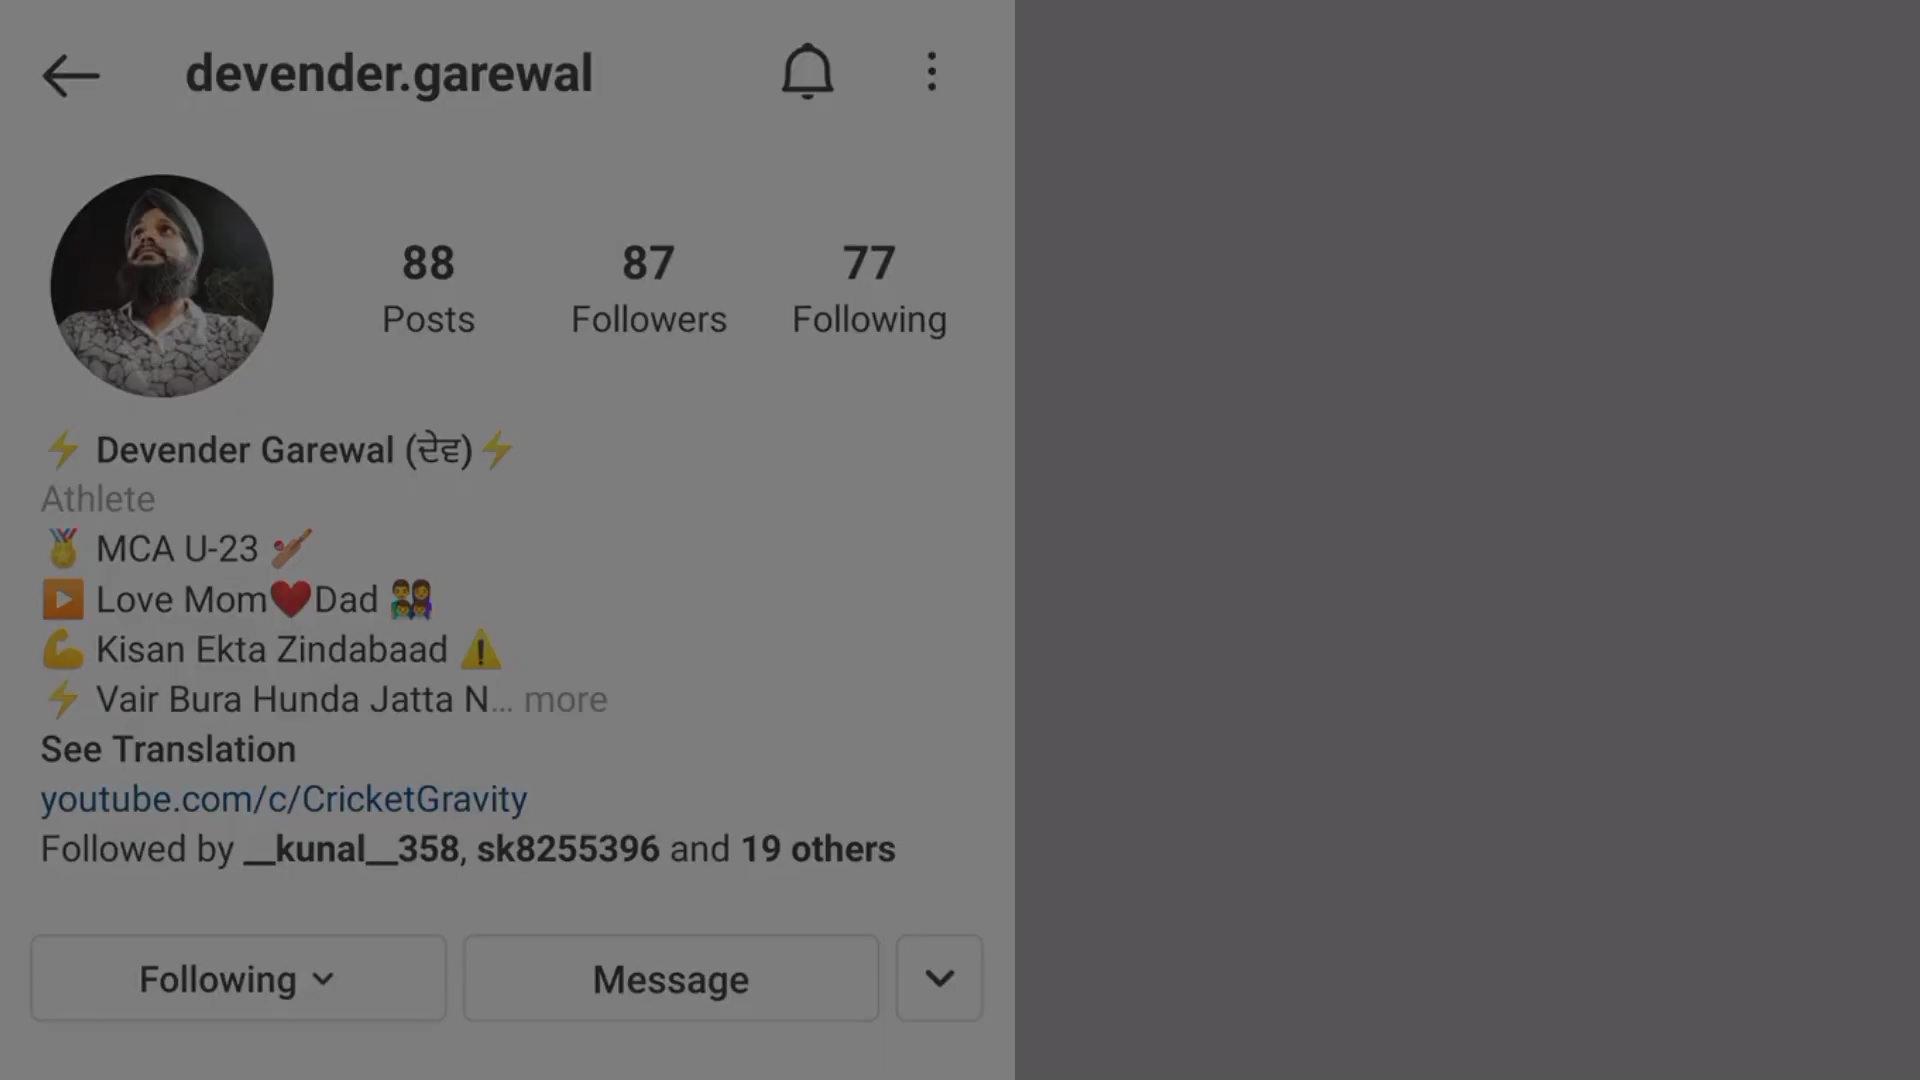 devender.garewal
88 87 77
Posts Followers Following
⚡ Devender Garewal (ਦੇਵ)⚡
Athlete
🏅 MCA U-23 🏏
▶️ Love Mom❤️Dad 👨‍👩‍👧‍👦
💪 Kisan Ekta Zindabaad ⚠️
⚡ Vair Bura Hunda Jatta N... more
See Translation
youtube.com/c/CricketGravity
Followed by __kunal__358, sk8255396 and 19 others
Following Message